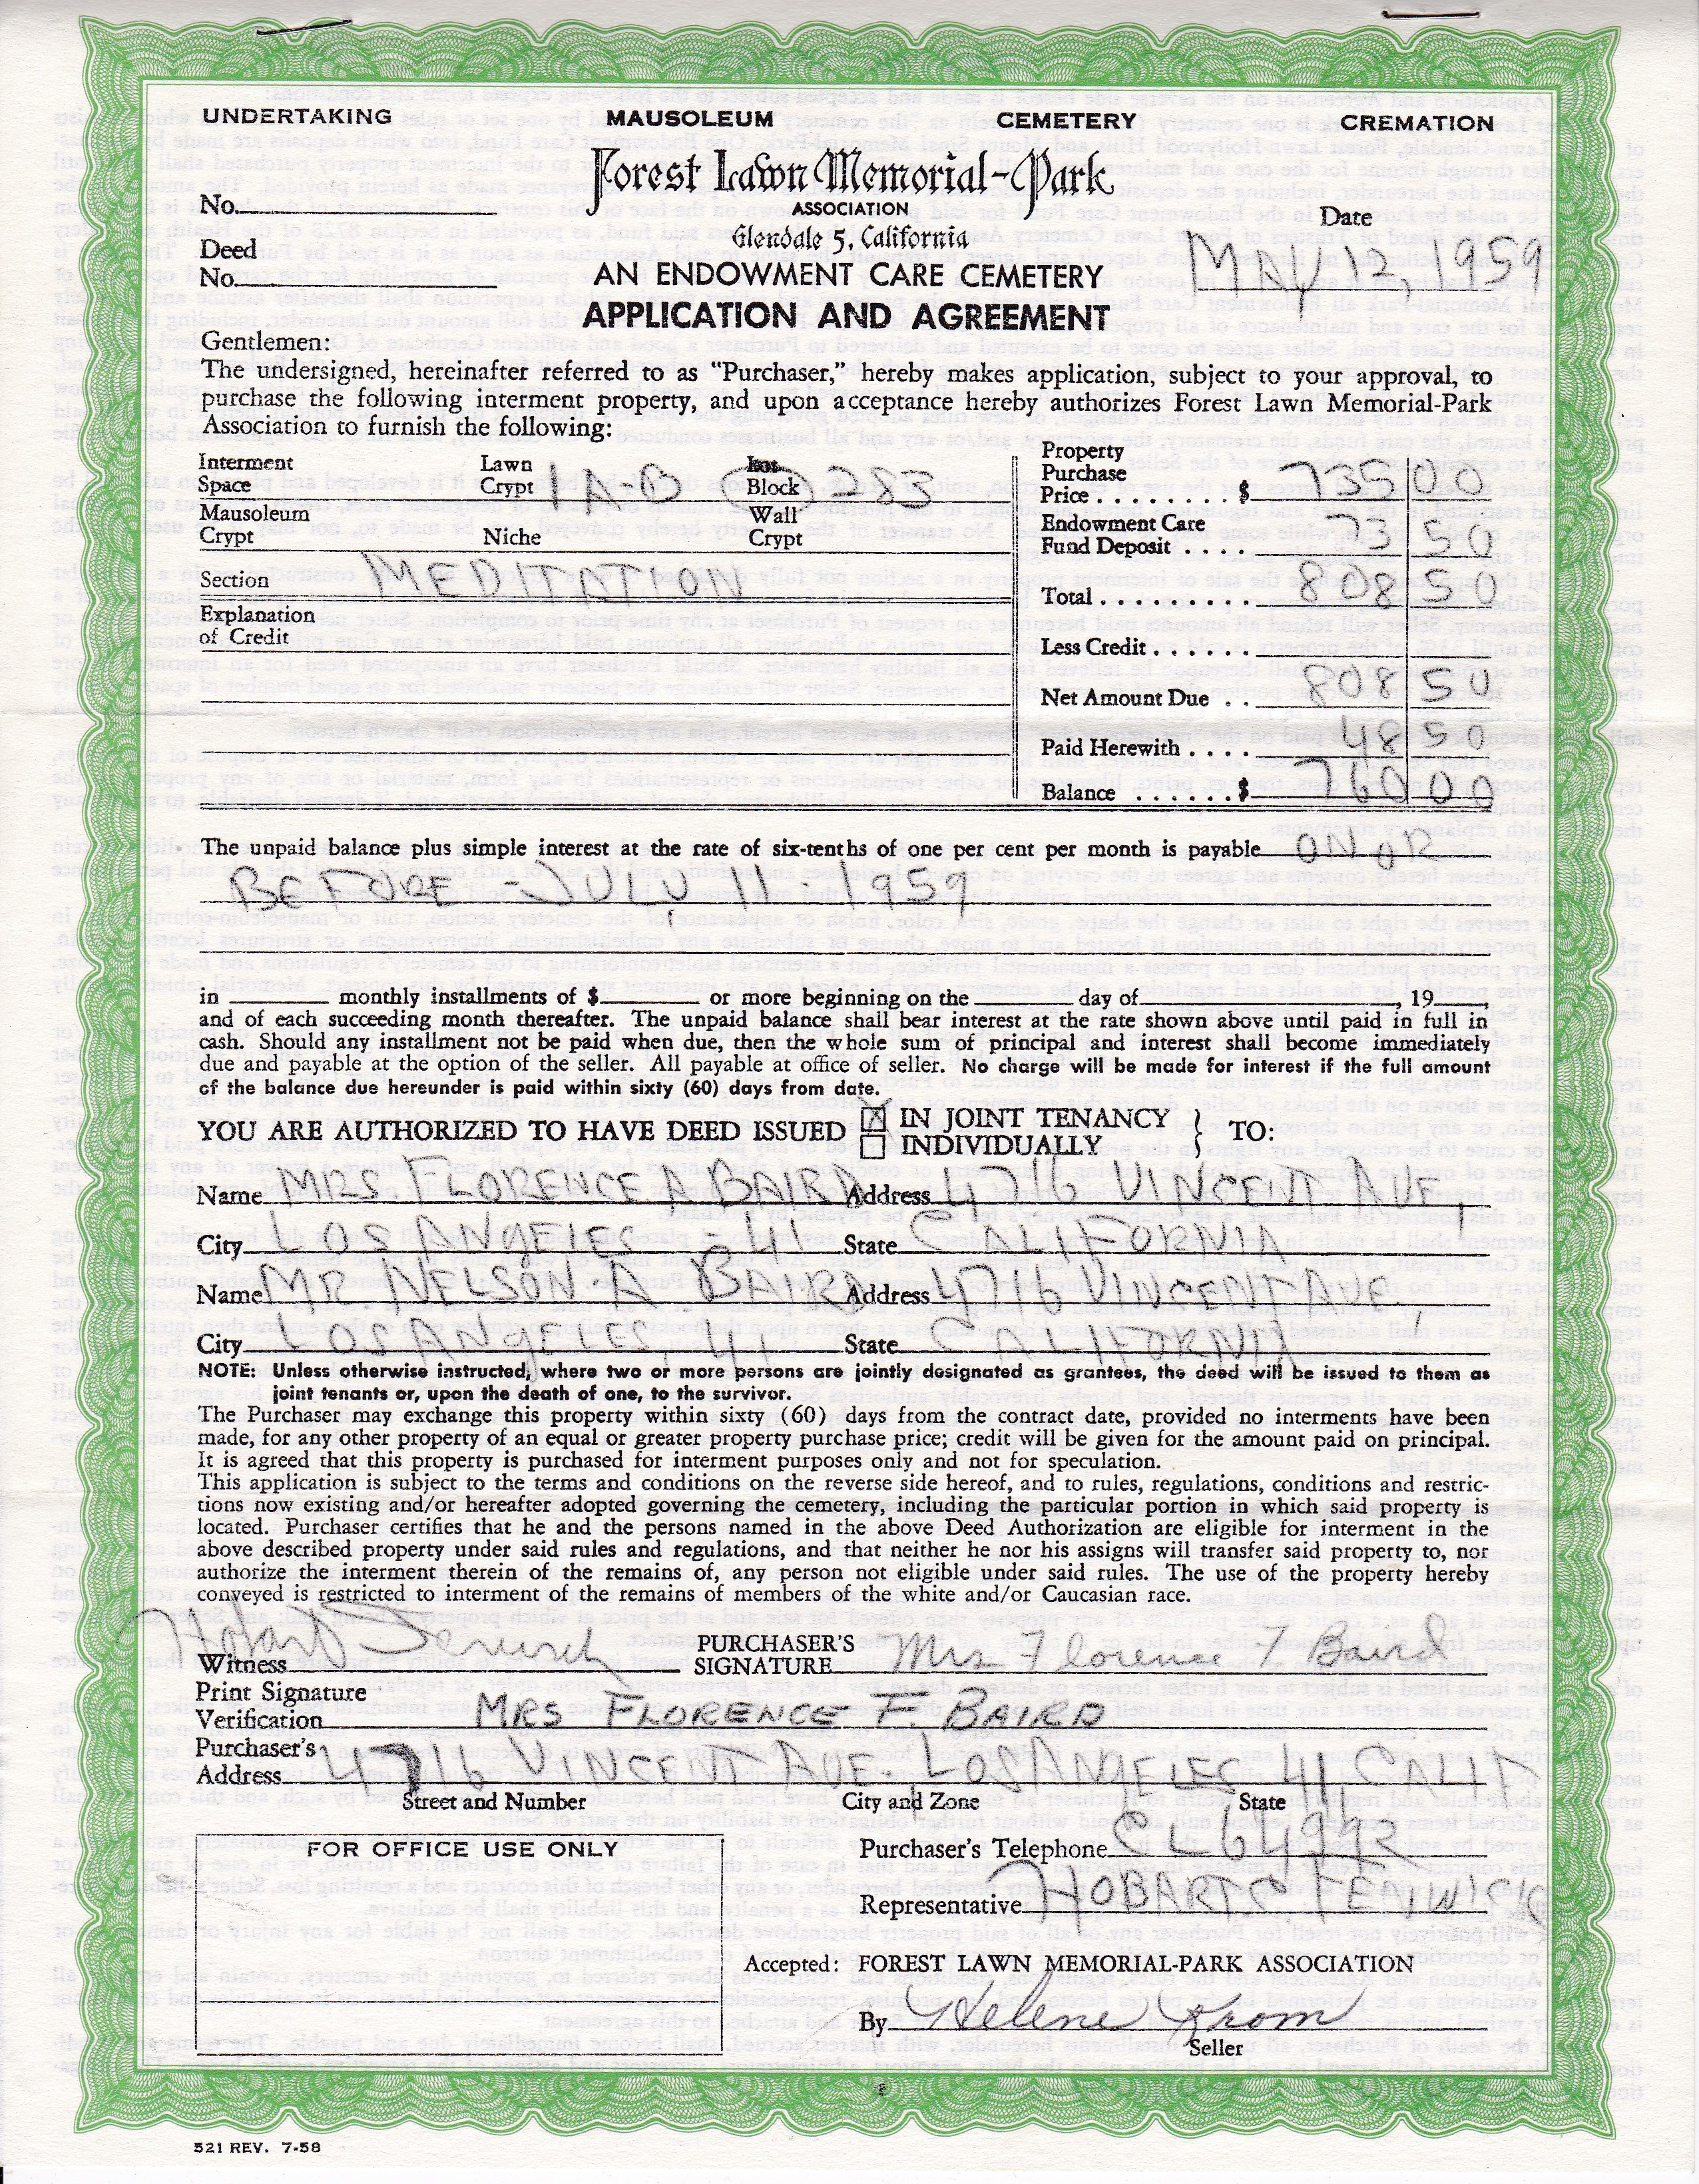 UNDERTAKING MAUSOLEUM CEMETERY CREMATION
Forest Lawn Memorial-Park
ASSOCIATION
Glendale 5, California
No.
Deed
No.
Date
MAY 12, 1959
AN ENDOWMENT CARE CEMETERY
APPLICATION AND AGREEMENT
Gentlemen:
The undersigned, hereinafter referred to as "Purchaser," hereby makes application, subject to your approval, to
purchase the following interment property, and upon acceptance hereby authorizes Forest Lawn Memorial-Park
Association to furnish the following:
Interment Space Lawn Crypt 1 A-B Lot Block 283
Mausoleum Crypt Niche Wall Crypt
Section MEDITATION
Explanation
of Credit
Property
Purchase
Price . . . . . . . . $ 735 00
Endowment Care
Fund Deposit . . . . 73 50
Total . . . . . . . . . 808 50
Less Credit . . . . . .
Net Amount Due . . 808 50
Paid Herewith . . . . 48 50
Balance . . . . . . $ 760 00
The unpaid balance plus simple interest at the rate of six-tenths of one per cent per month is payable ON OR
BEFORE - JULY 11 - 1959
in monthly installments of $ or more beginning on the day of , 19 ,
and of each succeeding month thereafter. The unpaid balance shall bear interest at the rate shown above until paid in full in
cash. Should any installment not be paid when due, then the whole sum of principal and interest shall become immediately
due and payable at the option of the seller. All payable at office of seller. No charge will be made for interest if the full amount
of the balance due hereunder is paid within sixty (60) days from date.
YOU ARE AUTHORIZED TO HAVE DEED ISSUED X IN JOINT TENANCY
INDIVIDUALLY TO:
Name MRS. FLORENCE A BAIRD Address 4716 VINCENT AVE,
City LOS ANGELES - 41 State CALIFORNIA
Name MR. NELSON A BAIRD Address 4716 VINCENT AVE,
City LOS ANGELES, 41 State CALIFORNIA
NOTE: Unless otherwise instructed, where two or more persons are jointly designated as grantees, the deed will be issued to them as
joint tenants or, upon the death of one, to the survivor.
The Purchaser may exchange this property within sixty (60) days from the contract date, provided no interments have been
made, for any other property of an equal or greater property purchase price; credit will be given for the amount paid on principal.
It is agreed that this property is purchased for interment purposes only and not for speculation.
This application is subject to the terms and conditions on the reverse side hereof, and to rules, regulations, conditions and restric-
tions now existing and/or hereafter adopted governing the cemetery, including the particular portion in which said property is
located. Purchaser certifies that he and the persons named in the above Deed Authorization are eligible for interment in the
above described property under said rules and regulations, and that neither he nor his assigns will transfer said property to, nor
authorize the interment therein of the remains of, any person not eligible under said rules. The use of the property hereby
conveyed is restricted to interment of the remains of members of the white and/or Caucasian race.
Witness
PURCHASER'S
SIGNATURE Mrs Florence F Baird
Print Signature
Verification MRS FLORENCE F. BAIRD
Purchaser's
Address 4716 VINCENT AVE. LOS ANGELES 41, CALIF
Street and Number City and Zone State
FOR OFFICE USE ONLY
Purchaser's Telephone CL 64992
Representative HOBART C FENWICK
Accepted: FOREST LAWN MEMORIAL-PARK ASSOCIATION
By Helene Krom
Seller
521 REV. 7-58